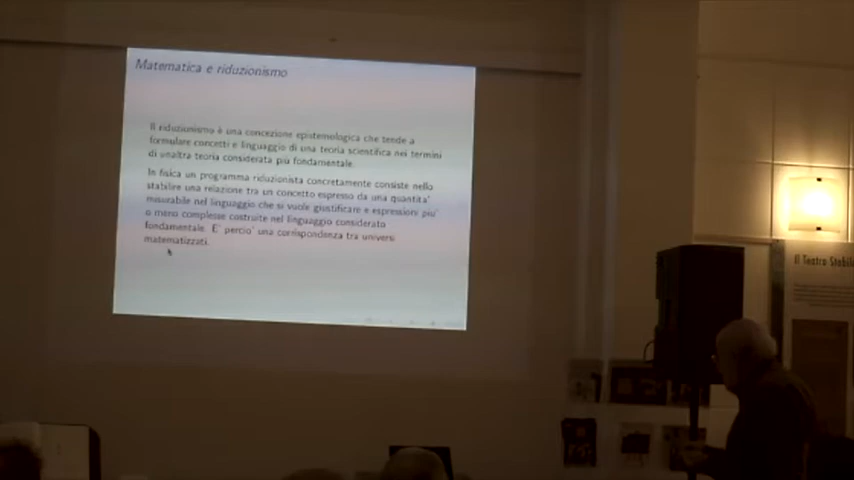 Matematica e riduzionismo
Il riduzionismo è una concezione epistemologica che tende a
formulare concetti e linguaggio di una teoria scientifica nei termini
di unaltra teoria considerata più fondamentale.
In fisica un programma riduzionista concretamente consiste nello
stabilire una relazione tra un concetto espresso da una quantita'
misurabile nel linguaggio che si vuole giustificare e espressioni piu'
o meno complesse costruite nel linguaggio considerato
fondamentale. E' percio' una corrispondenza tra universi
matematizzati.
Il Teatro Stabile